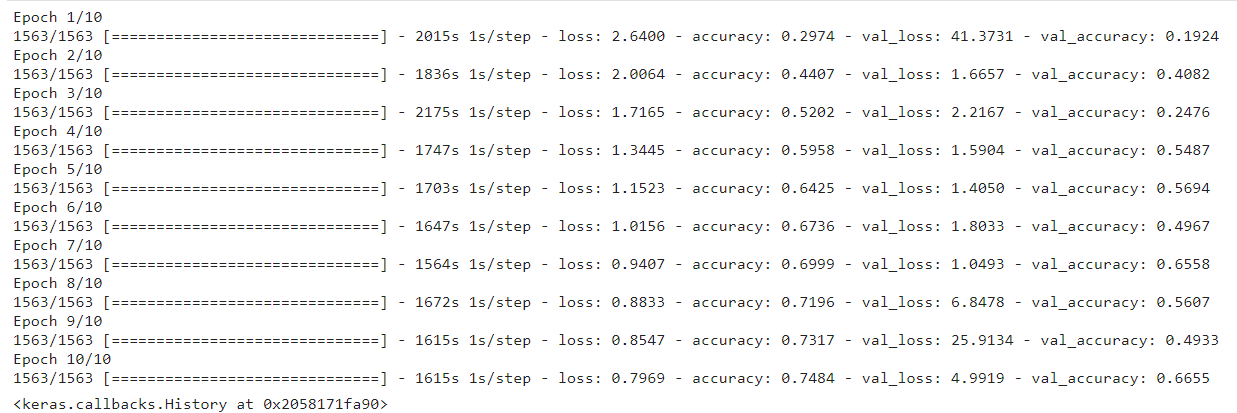 Epoch 1/10
1563/1563 [==============================] - 2015s 1s/step - loss: 2.6400 - accuracy: 0.2974 - val_loss: 41.3731 - val_accuracy: 0.1924
Epoch 2/10
1563/1563 [==============================] - 1836s 1s/step - loss: 2.0064 - accuracy: 0.4407 - val_loss: 1.6657 - val_accuracy: 0.4082
Epoch 3/10
1563/1563 [==============================] - 2175s 1s/step - loss: 1.7165 - accuracy: 0.5202 - val_loss: 2.2167 - val_accuracy: 0.2476
Epoch 4/10
1563/1563 [==============================] - 1747s 1s/step - loss: 1.3445 - accuracy: 0.5958 - val_loss: 1.5904 - val_accuracy: 0.5487
Epoch 5/10
1563/1563 [==============================] - 1703s 1s/step - loss: 1.1523 - accuracy: 0.6425 - val_loss: 1.4050 - val_accuracy: 0.5694
Epoch 6/10
1563/1563 [==============================] - 1647s 1s/step - loss: 1.0156 - accuracy: 0.6736 - val_loss: 1.8033 - val_accuracy: 0.4967
Epoch 7/10
1563/1563 [==============================] - 1564s 1s/step - loss: 0.9407 - accuracy: 0.6999 - val_loss: 1.0493 - val_accuracy: 0.6558
Epoch 8/10
1563/1563 [==============================] - 1672s 1s/step - loss: 0.8833 - accuracy: 0.7196 - val_loss: 6.8478 - val_accuracy: 0.5607
Epoch 9/10
1563/1563 [==============================] - 1615s 1s/step - loss: 0.8547 - accuracy: 0.7317 - val_loss: 25.9134 - val_accuracy: 0.4933
Epoch 10/10
1563/1563 [==============================] - 1615s 1s/step - loss: 0.7969 - accuracy: 0.7484 - val_loss: 4.9919 - val_accuracy: 0.6655
<keras.callbacks.History at 0x2058171fa90>